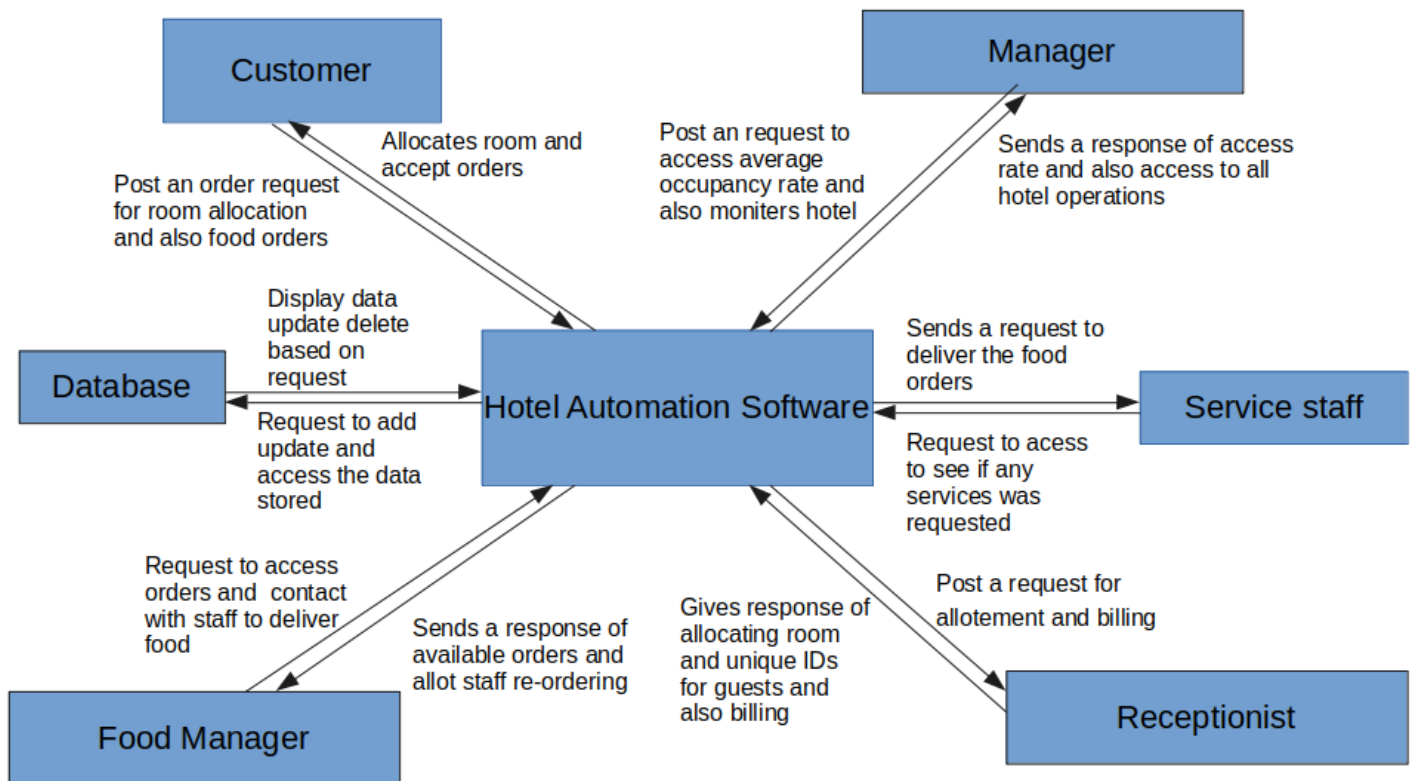 Customer
Manager
Allocates room and
accept orders
Post an order request
for room allocation
and also food orders
Post an request to
access average
occupancy rate and
also moniters hotel
Sends a response of access
rate and also access to all
hotel operations
Display data
update delete
based on
request
Database
Request to add
update and
access the data
stored
Hotel Automation Software
Sends a request to
deliver the food
orders
Service staff
Request to acess
to see if any
services was
requested
Request to access
orders and contact
with staff to deliver
food
Sends a response of
available orders and
allot staff re-ordering
Gives response of
allocating room
and unique IDs
for guests and
also billing
Post a request for
allotement and billing
Food Manager
Receptionist